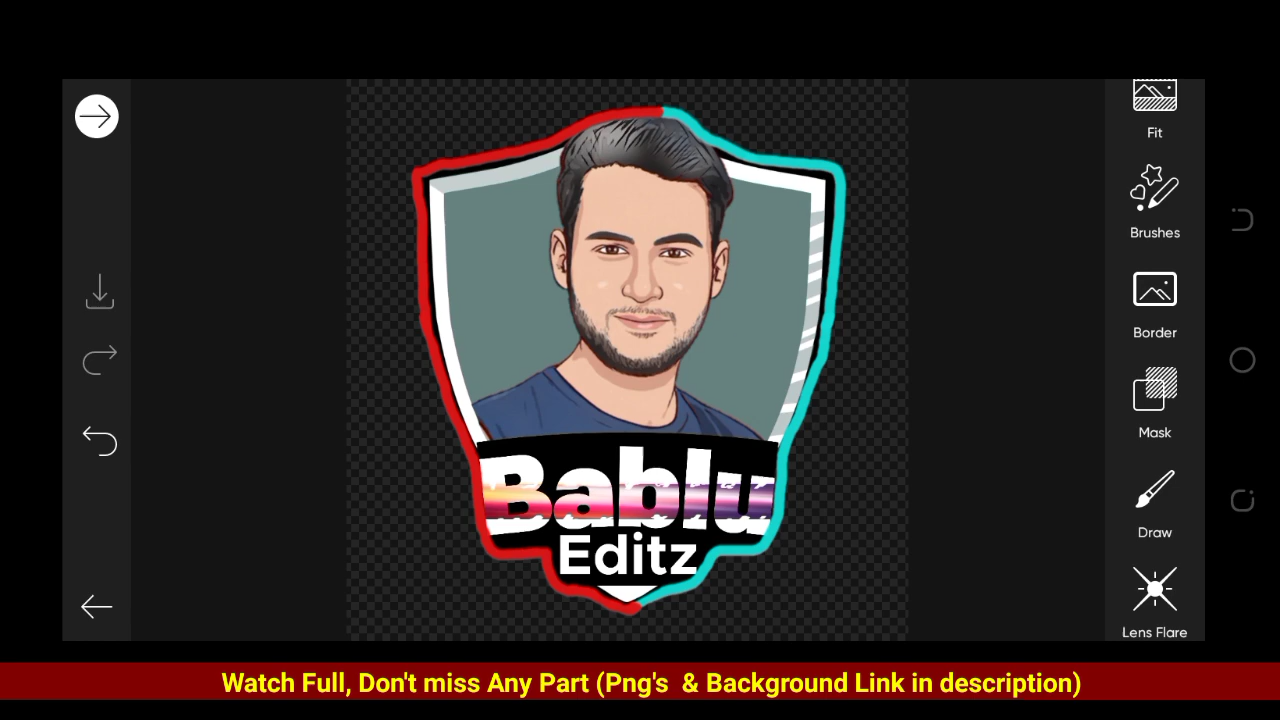 Fit
Brushes
Border
Mask
Draw
Lens Flare
Bablu
Editz
Watch Full, Don't miss Any Part (Png's & Background Link in description)